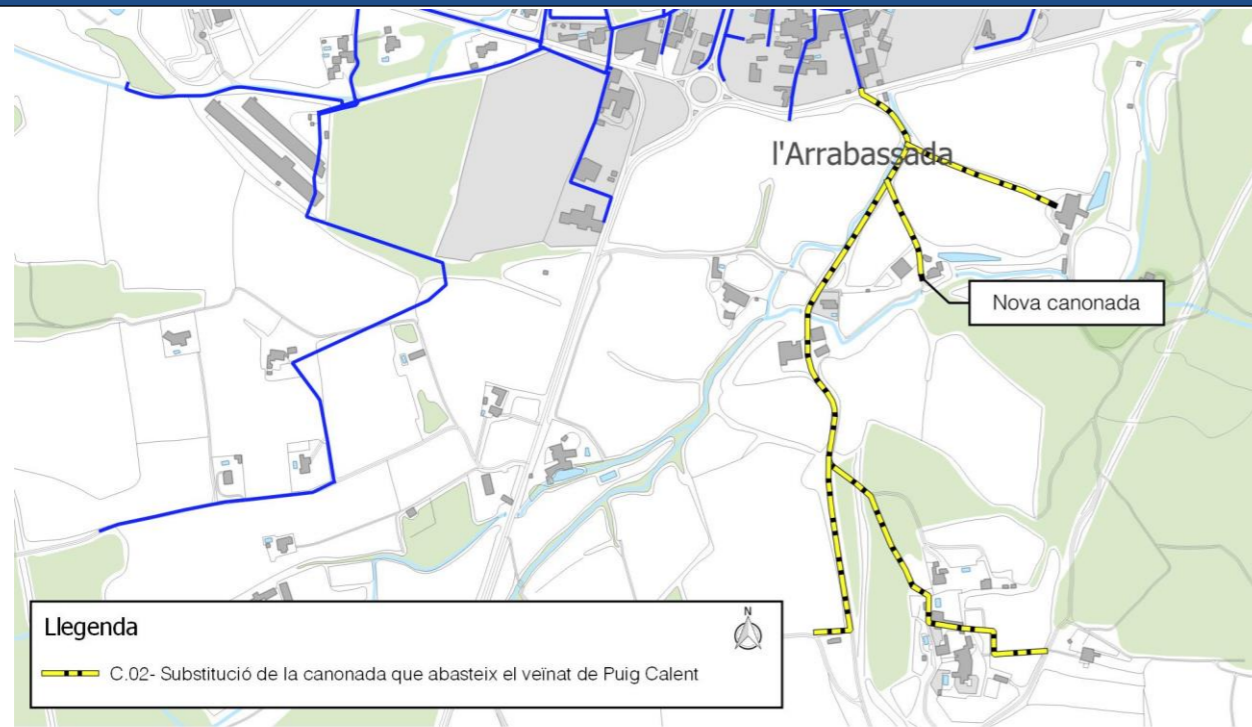 l'Arrabassada
Nova canonada
Llegenda
N
C.02- Substitució de la canonada que abasteix el veïnat de Puig Calent